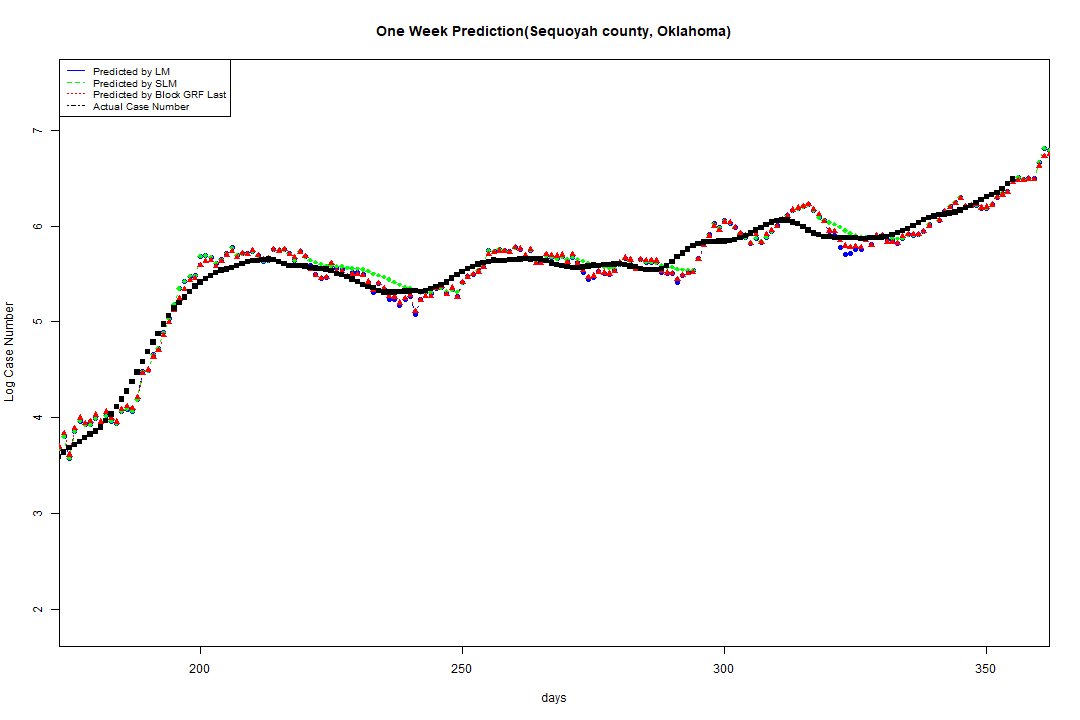 One Week Prediction(Sequoyah county, Oklahoma)
Predicted by LM
Predicted by SLM
Predicted by Block GRF Last
Actual Case Number
7
6
5
4
3
2
Log Case Number
200 250 300 350
days